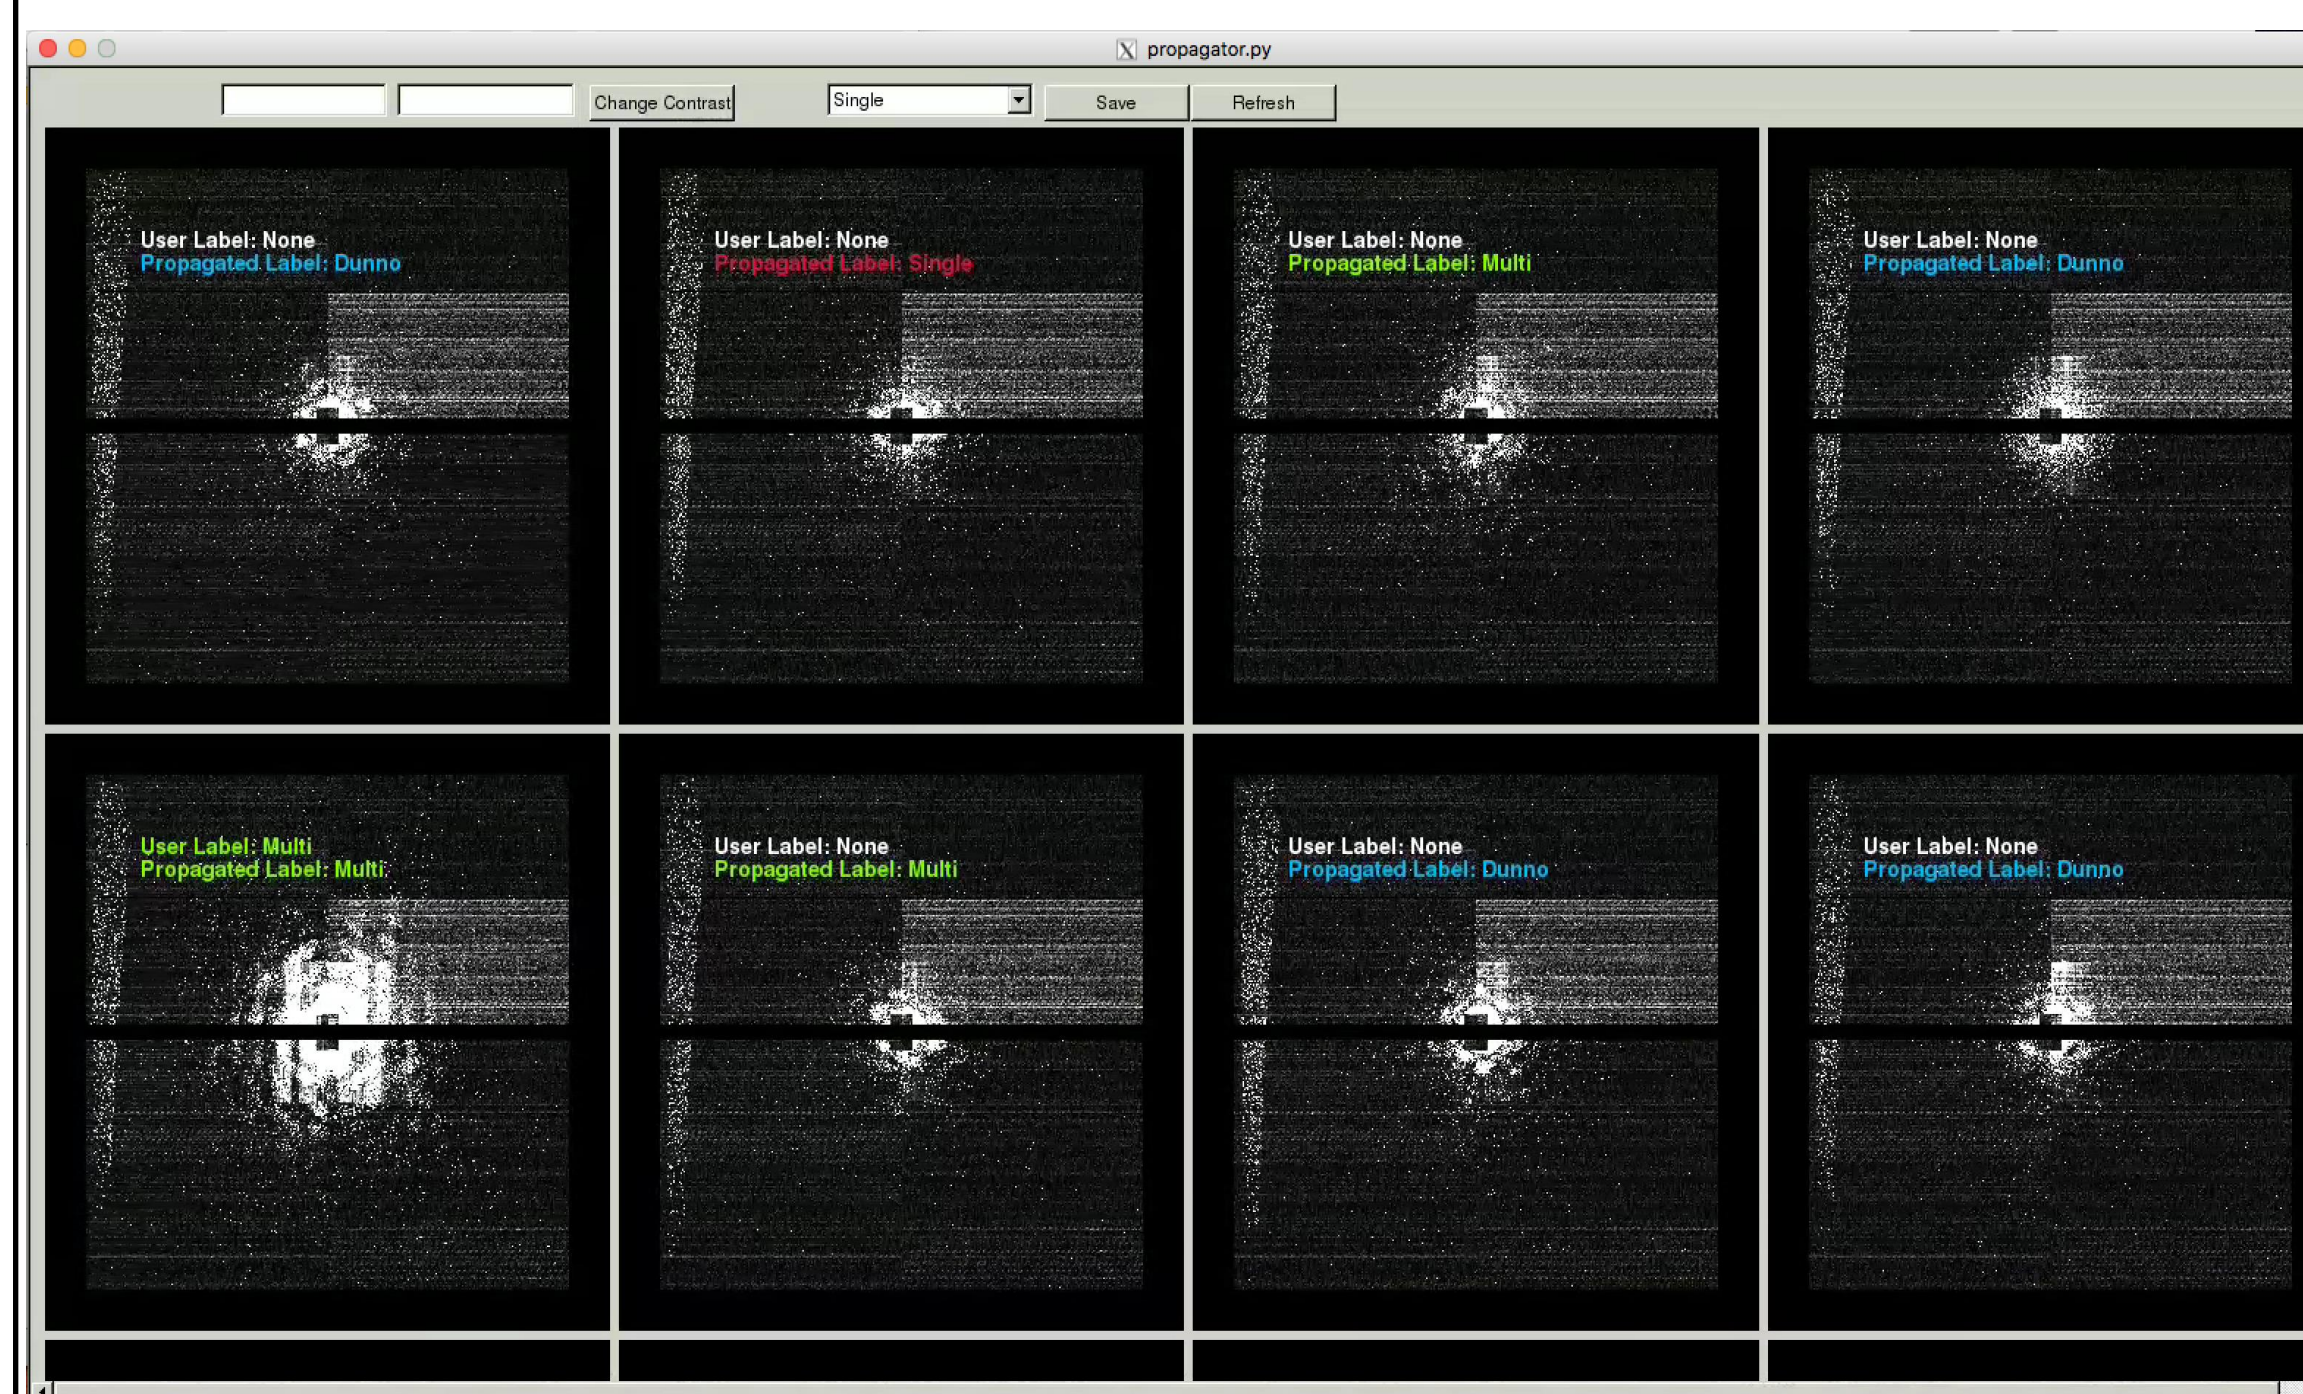 propagator.py
Change Contrast
Single
Save
Refresh
User Label: None
Propagated Label: Dunno
User Label: None
Propagated Label: Single
User Label: None
Propagated Label: Multi
User Label: None
Propagated Label: Dunno
User Label: Multi
Propagated Label: Multi
User Label: None
Propagated Label: Multi
User Label: None
Propagated Label: Dunno
User Label: None
Propagated Label: Dunno